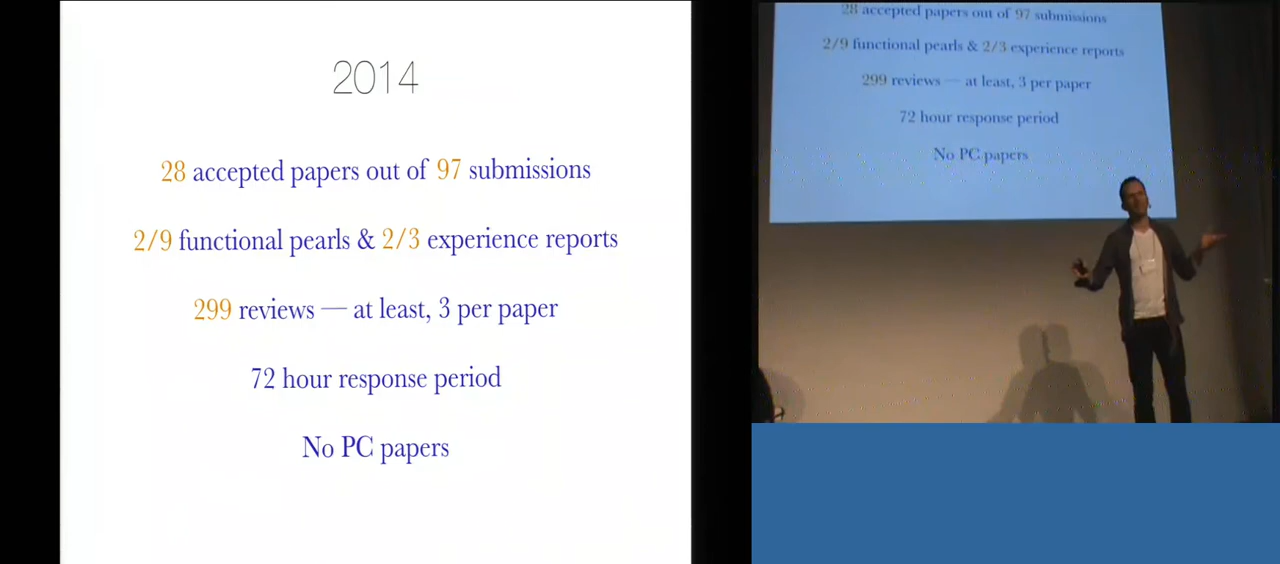 2014
28 accepted papers out of 97 submissions
2/9 functional pearls & 2/3 experience reports
299 reviews — at least, 3 per paper
72 hour response period
No PC papers
28 accepted papers out of 97 submissions
2/9 functional pearls & 2/3 experience reports
299 reviews — at least, 3 per paper
72 hour response period
No PC papers